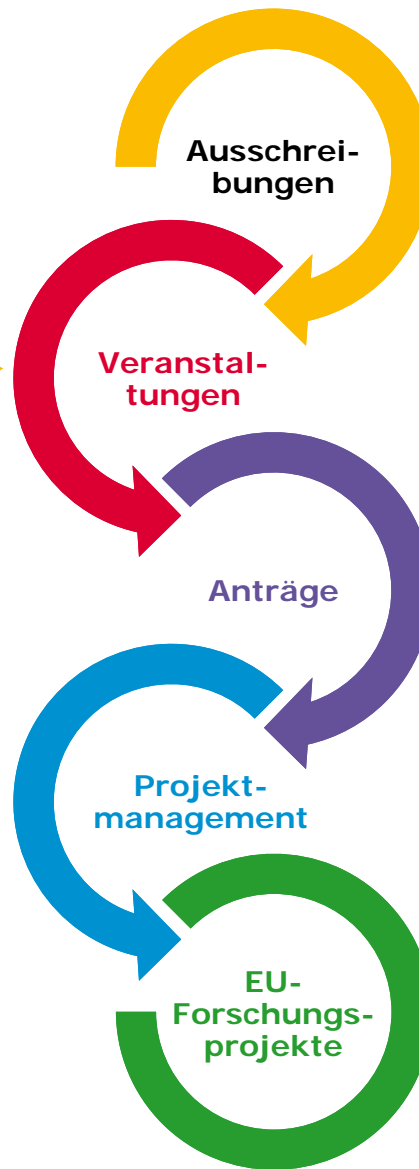 Ausschrei-
bungen
Veranstal-
tungen
Anträge
Projekt-
management
EU-
Forschungs-
projekte